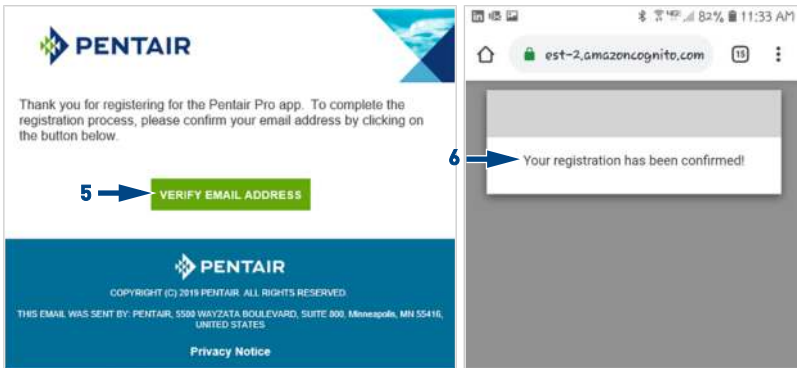 PENTAIR
Thank you for registering for the Pentair Pro app. To complete the
registration process, please confirm your email address by clicking on
the button below.
5
VERIFY EMAIL ADDRESS
PENTAIR
COPYRIGHT (C) 2019 PENTAIR. ALL RIGHTS RESERVED.
THIS EMAIL WAS SENT BY: PENTAIR, 5500 WAYZATA BOULEVARD, SUITE 800, Minneapolis, MN 55416,
UNITED STATES
Privacy Notice
82% 11:33 AM
est-2.amazoncognito.com
15
6
Your registration has been confirmed!